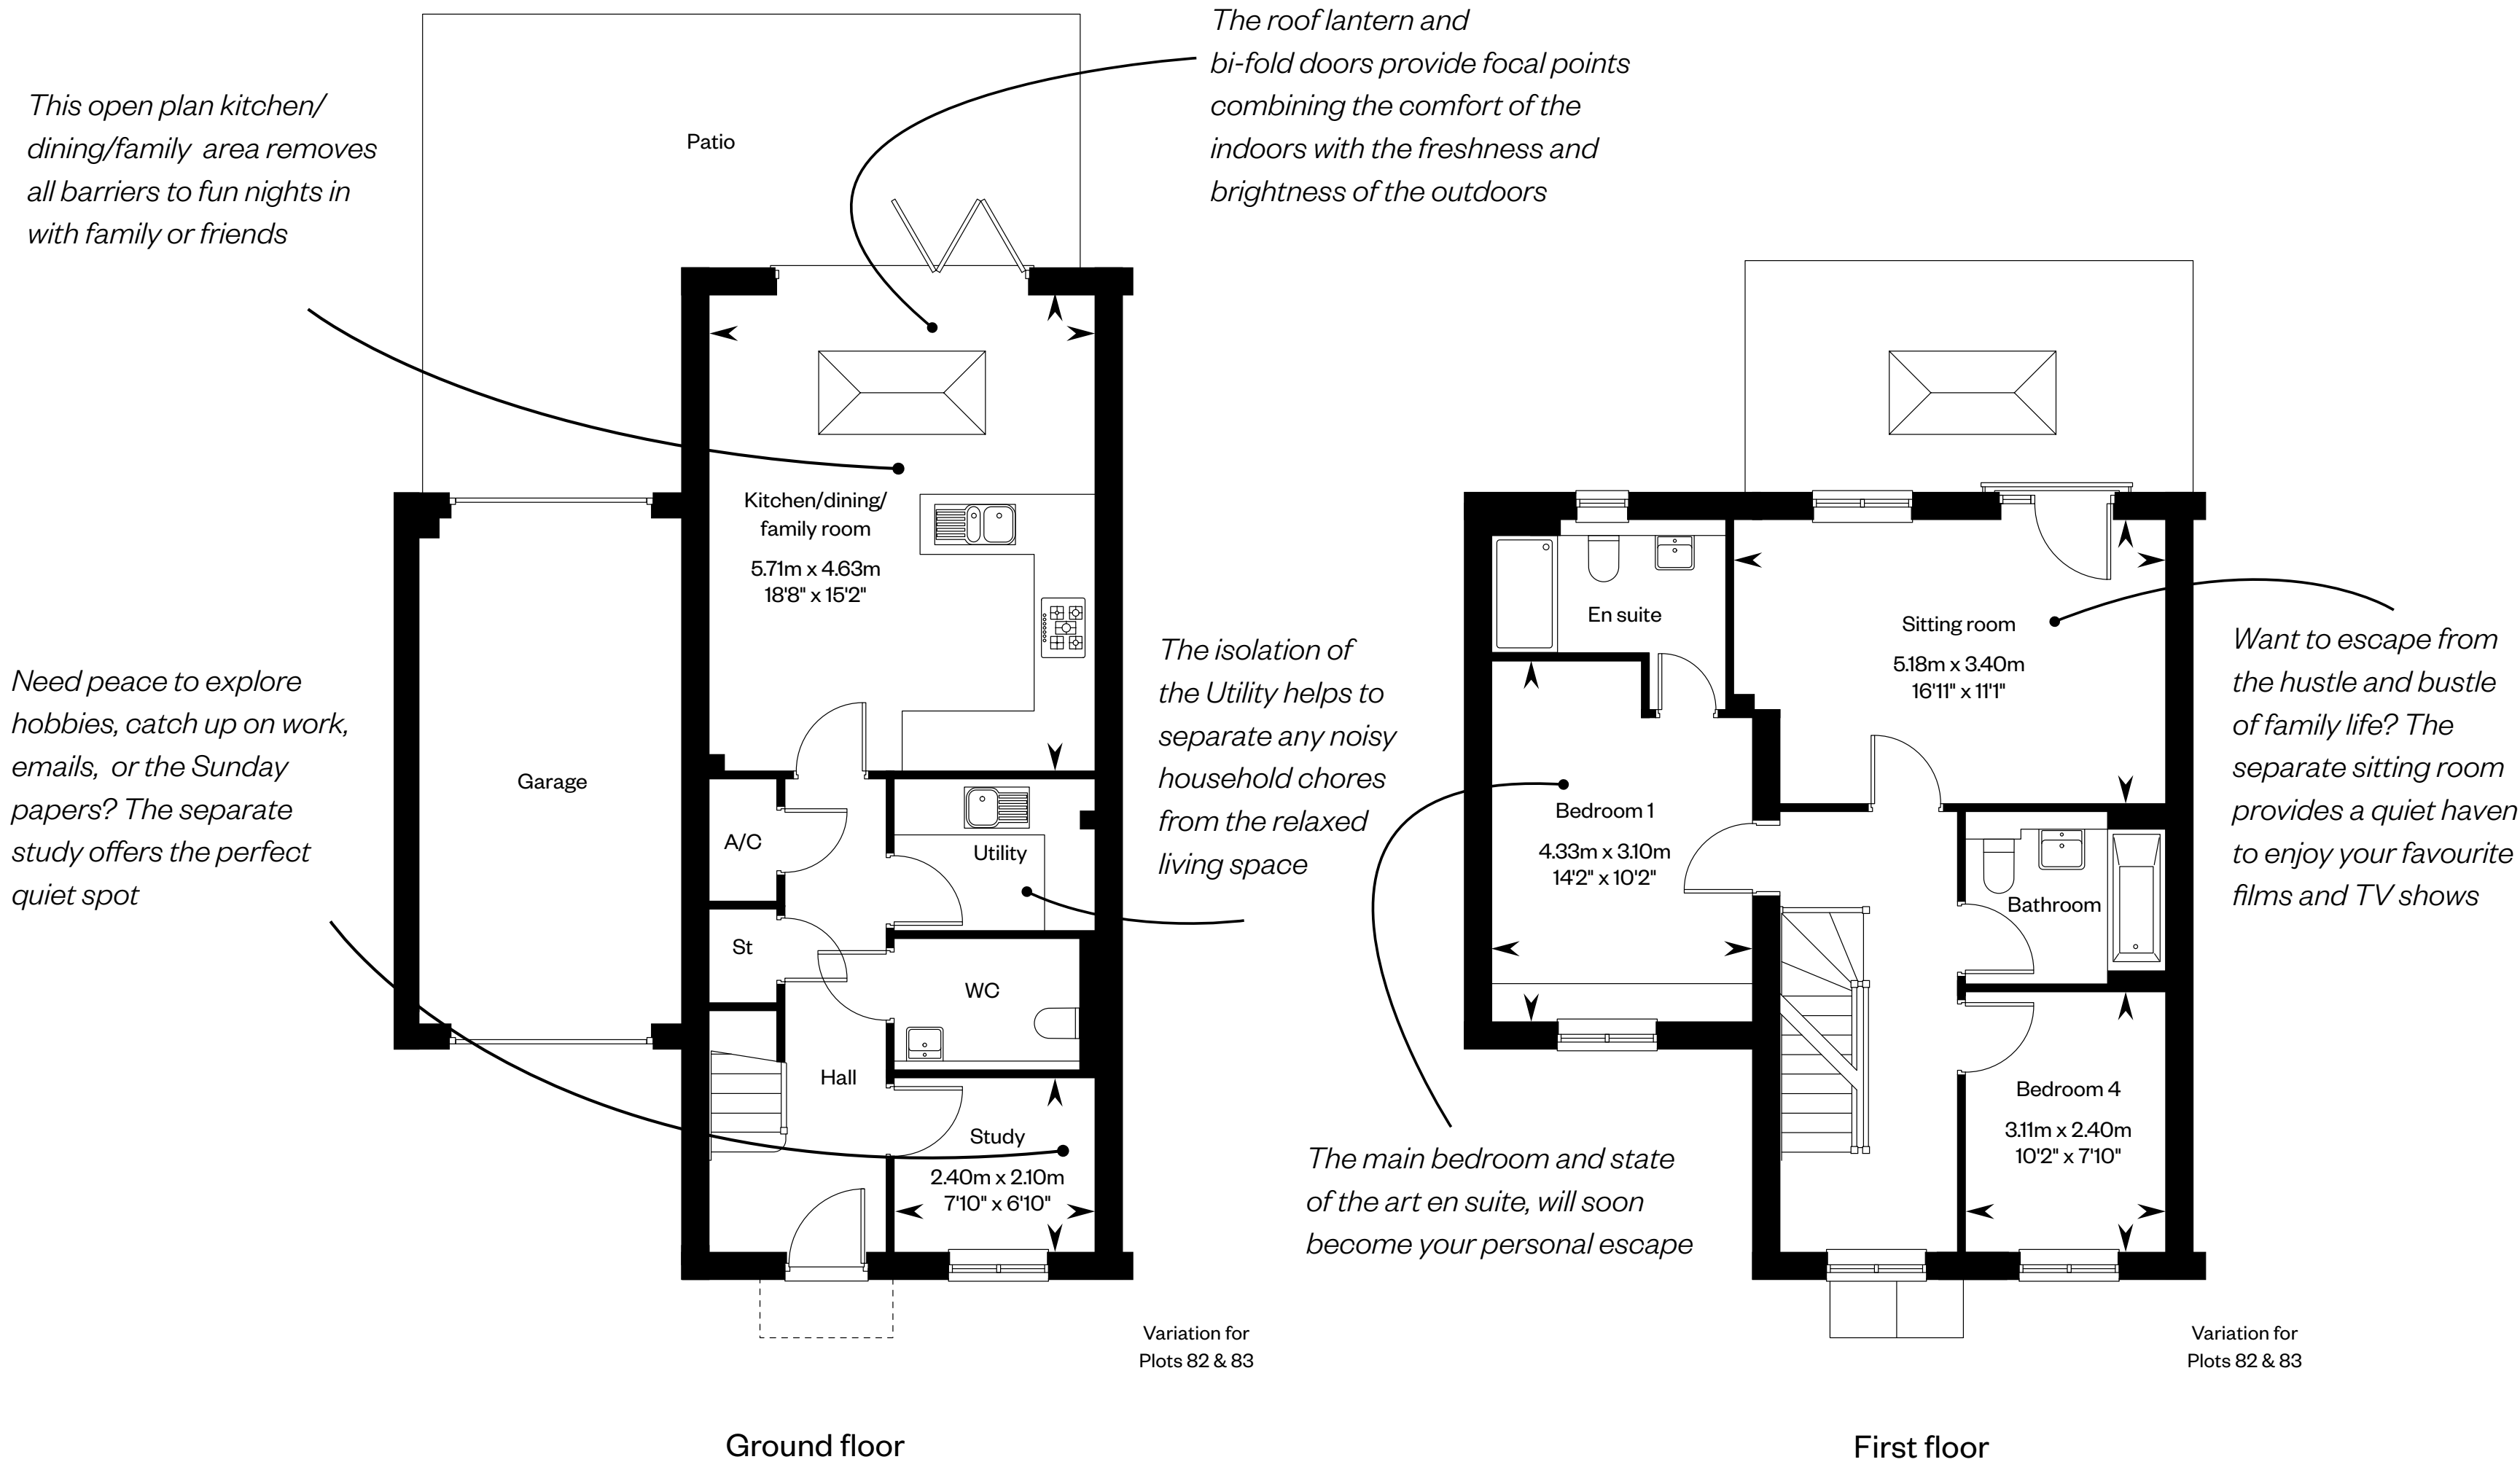 The roof lantern and
bi-fold doors provide focal points
combining the comfort of the
indoors with the freshness and
brightness of the outdoors
This open plan kitchen/
dining/family area removes
all barriers to fun nights in
with family or friends
Patio
Kitchen/dining/
family room
5.71m x 4.63m
18'8" x 15'2"
Need peace to explore
hobbies, catch up on work,
emails, or the Sunday
papers? The separate
study offers the perfect
quiet spot
Garage
A/C
St
Utility
WC
Hall
Study
2.40m x 2.10m
7'10" x 6'10"
The isolation of
the Utility helps to
separate any noisy
household chores
from the relaxed
living space
Variation for
Plots 82 & 83
Ground floor
En suite
Sitting room
5.18m x 3.40m
16'11" x 11'1"
Want to escape from
the hustle and bustle
of family life? The
separate sitting room
provides a quiet haven
to enjoy your favourite
films and TV shows
Bedroom 1
4.33m x 3.10m
14'2" x 10'2"
Bathroom
Bedroom 4
3.11m x 2.40m
10'2" x 7'10"
The main bedroom and state
of the art en suite, will soon
become your personal escape
Variation for
Plots 82 & 83
First floor